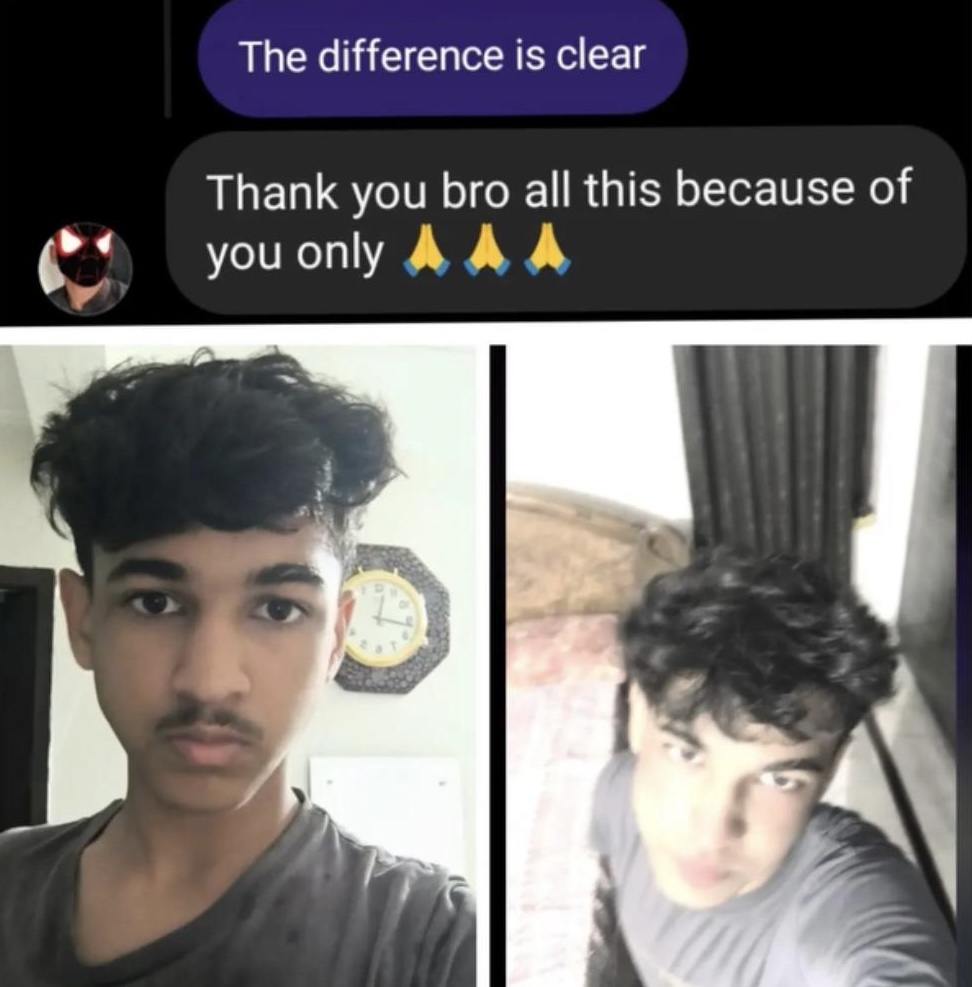 The difference is clear
Thank you bro all this because of
you only 🙏🙏🙏